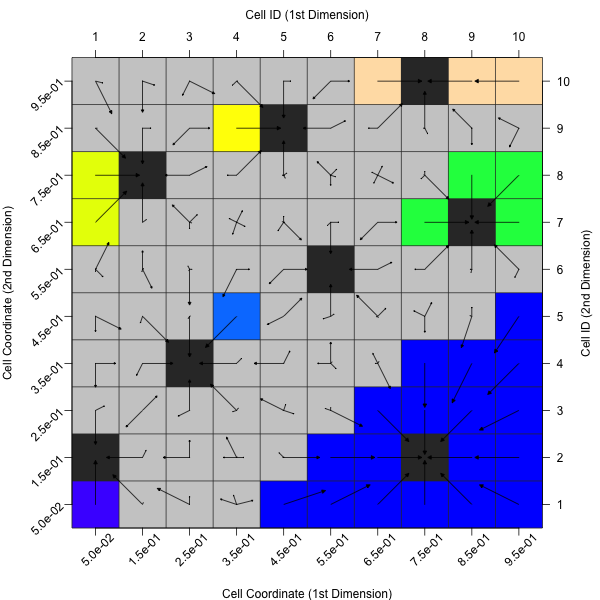 Cell ID (1st Dimension)
1 2 3 4 5 6 7 8 9 10
9.5e-01 10
8.5e-01 9
7.5e-01 8
6.5e-01 7
5.5e-01 6
4.5e-01 5
3.5e-01 4
2.5e-01 3
1.5e-01 2
5.0e-02 1
Cell Coordinate (2nd Dimension)
Cell ID (2nd Dimension)
5.0e-02 1.5e-01 2.5e-01 3.5e-01 4.5e-01 5.5e-01 6.5e-01 7.5e-01 8.5e-01 9.5e-01
Cell Coordinate (1st Dimension)